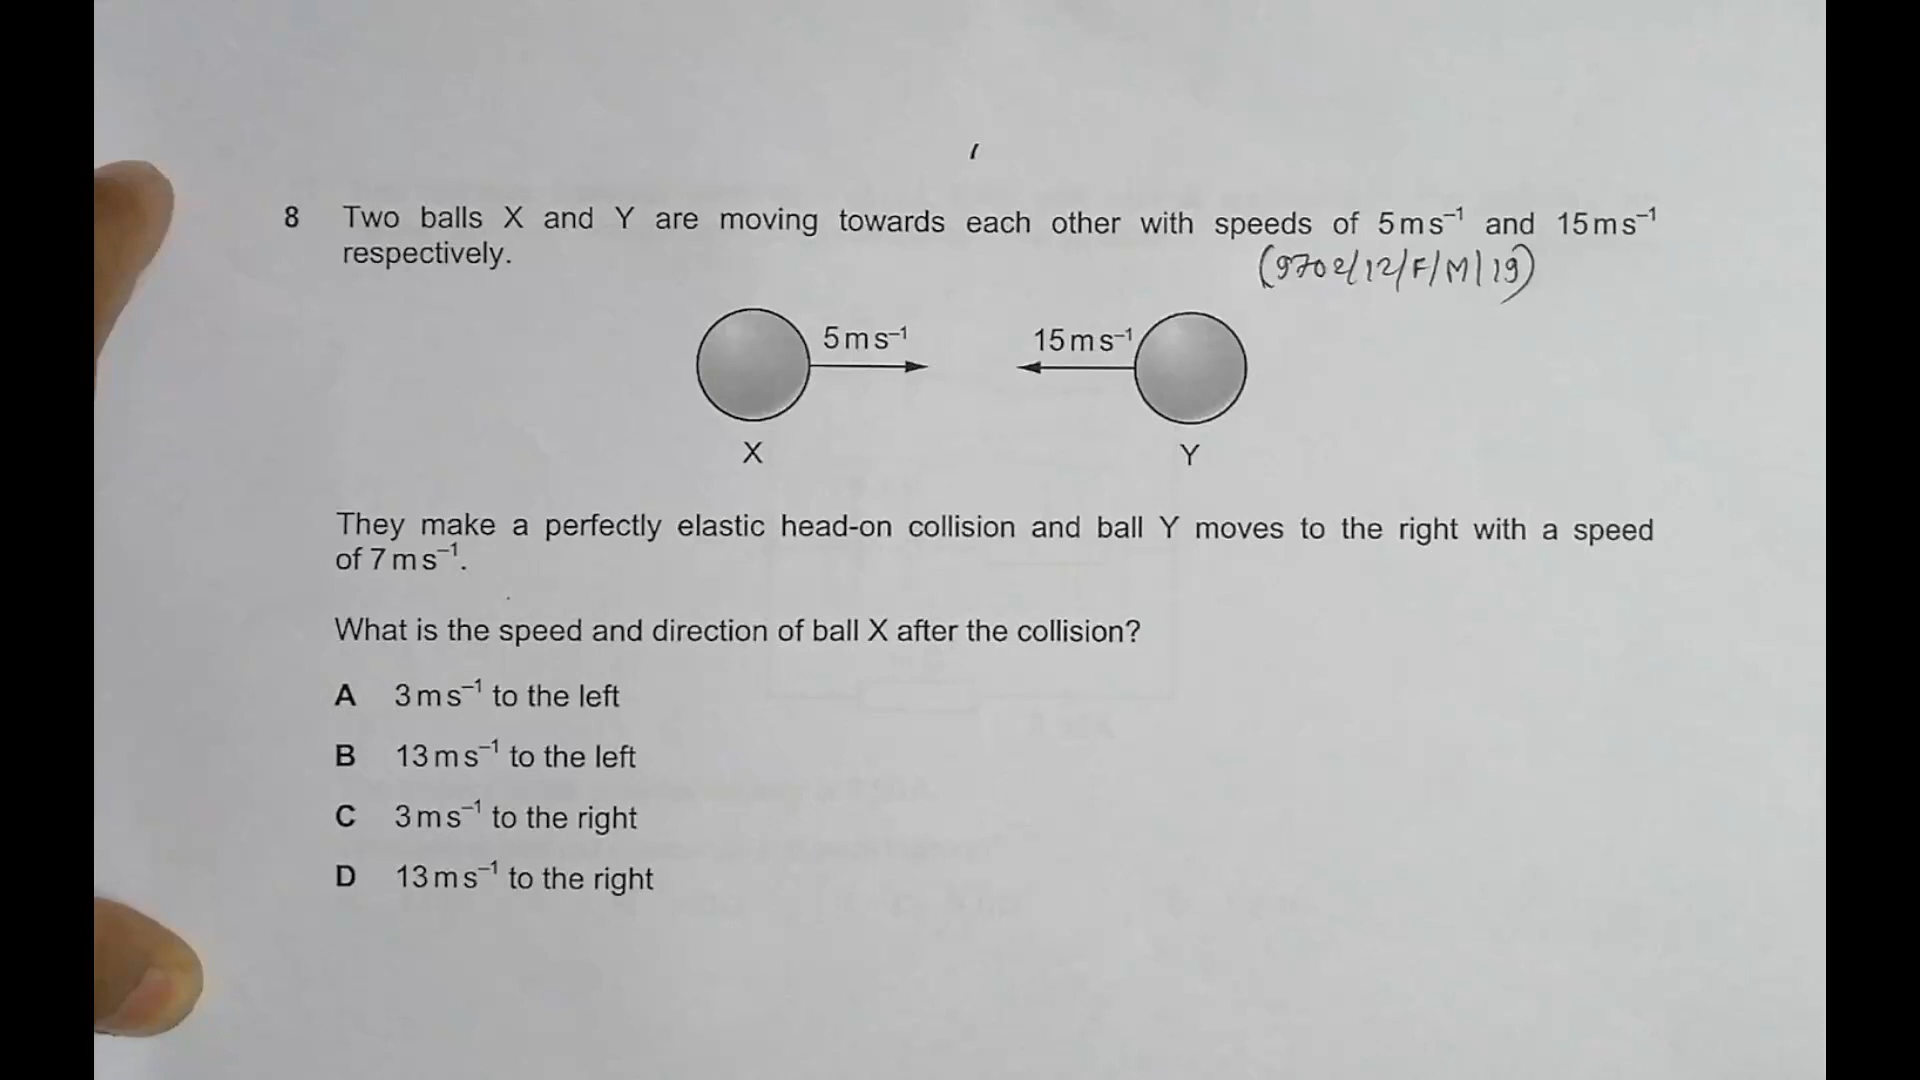 8 Two balls X and Y are moving towards each other with speeds of 5 m s⁻¹ and 15 m s⁻¹
respectively.
(9702/12/F/M/19)
5 m s⁻¹ 15 m s⁻¹
X Y
They make a perfectly elastic head-on collision and ball Y moves to the right with a speed
of 7 m s⁻¹.
What is the speed and direction of ball X after the collision?
A 3 m s⁻¹ to the left
B 13 m s⁻¹ to the left
C 3 m s⁻¹ to the right
D 13 m s⁻¹ to the right